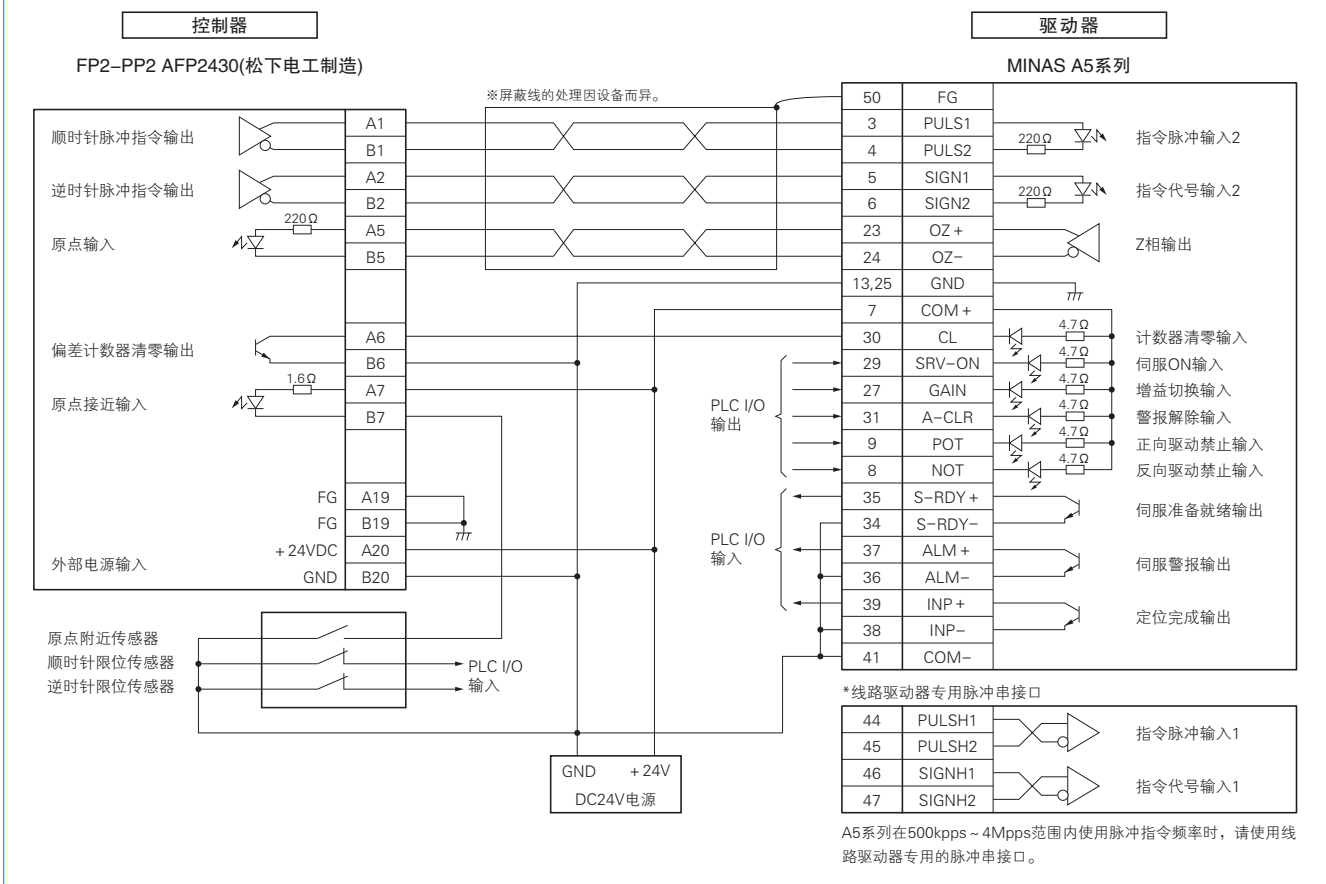 控制器
驱动器
FP2-PP2 AFP2430(松下电工制造)
MINAS A5系列
※屏蔽线的处理因设备而异。
顺时针脉冲指令输出
A1
B1
逆时针脉冲指令输出
A2
B2
原点输入
220Ω
A5
B5
偏差计数器清零输出
A6
B6
原点接近输入
1.6Ω
A7
B7
FG A19
FG B19
外部电源输入
+24VDC A20
GND B20
50 FG
3 PULS1
4 PULS2
220Ω
指令脉冲输入2
5 SIGN1
6 SIGN2
220Ω
指令代号输入2
23 OZ+
24 OZ-
Z相输出
13,25 GND
7 COM+
30 CL 4.7Ω 计数器清零输入
29 SRV-ON 4.7Ω 伺服ON输入
27 GAIN 4.7Ω 增益切换输入
31 A-CLR 4.7Ω 警报解除输入
9 POT 4.7Ω 正向驱动禁止输入
8 NOT 4.7Ω 反向驱动禁止输入
PLC I/O
输出
35 S-RDY+
34 S-RDY-
伺服准备就绪输出
PLC I/O
输入
37 ALM+
36 ALM-
伺服警报输出
39 INP+
38 INP-
定位完成输出
41 COM-
原点附近传感器
顺时针限位传感器
逆时针限位传感器
PLC I/O
输入
GND +24V
DC24V电源
*线路驱动器专用脉冲串接口
44 PULSH1
45 PULSH2
指令脉冲输入1
46 SIGNH1
47 SIGNH2
指令代号输入1
A5系列在500kpps~4Mpps范围内使用脉冲指令频率时，请使用线
路驱动器专用的脉冲串接口。